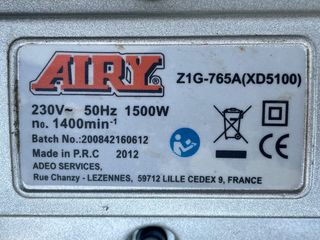 AIRY
Z1G-765A(XD5100)
230V~ 50Hz 1500W
no. 1400min-1
Batch No.:200842160612
Made in P.R.C 2012
ADEO SERVICES,
Rue Chanzy - LEZENNES, 59712 LILLE CEDEX 9, FRANCE
CE